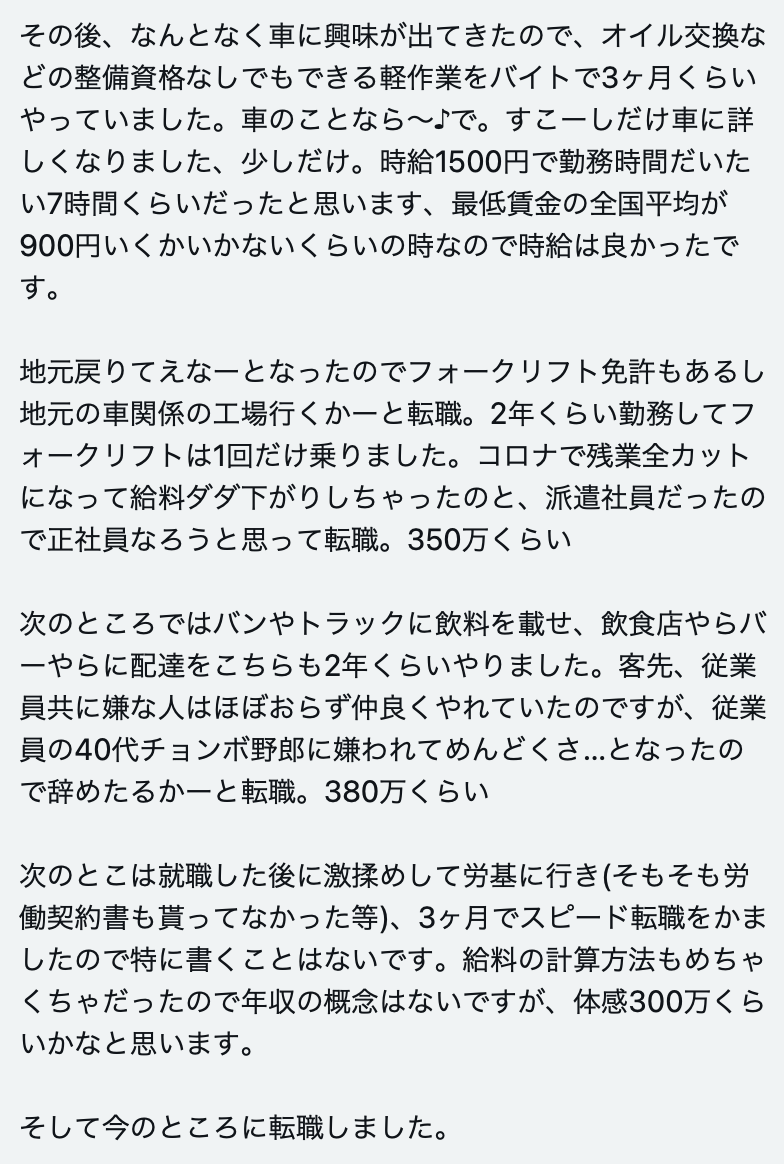 その後、なんとなく車に興味が出てきたので、オイル交換な
どの整備資格なしでもできる軽作業をバイトで3ヶ月くらい
やっていました。車のことなら〜♪で。すこーしだけ車に詳
しくなりました、少しだけ。時給1500円で勤務時間だいた
い7時間くらいだったと思います、最低賃金の全国平均が
900円いくかいかないくらいの時なので時給は良かったで
す。

地元戻りてえなーとなったのでフォークリフト免許もあるし
地元の車関係の工場行くかーと転職。2年くらい勤務してフ
ォークリフトは1回だけ乗りました。コロナで残業全カット
になって給料ダダ下がりしちゃったのと、派遣社員だったの
で正社員なろうと思って転職。350万くらい

次のところではバンやトラックに飲料を載せ、飲食店やらバ
ーやらに配達をこちらも2年くらいやりました。客先、従業
員共に嫌な人はほぼおらず仲良くやれていたのですが、従業
員の40代チョンボ野郎に嫌われてめんどくさ...となったの
で辞めたるかーと転職。380万くらい

次のとこは就職した後に激揉めして労基に行き(そもそも労
働契約書も貰ってなかった等)、3ヶ月でスピード転職をかま
したので特に書くことはないです。給料の計算方法もめちゃ
くちゃだったので年収の概念はないですが、体感300万くら
いかなと思います。

そして今のところに転職しました。